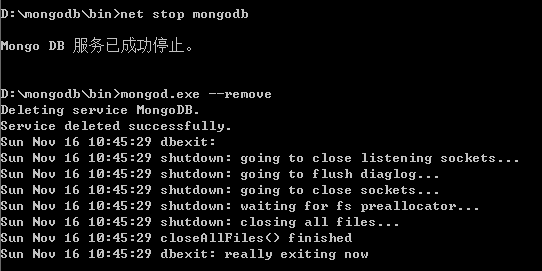 D:\mongodb\bin>net stop mongodb
Mongo DB 服务已成功停止。
D:\mongodb\bin>mongod.exe --remove
Deleting service MongoDB.
Service deleted successfully.
Sun Nov 16 10:45:29 dbexit:
Sun Nov 16 10:45:29 shutdown: going to close listening sockets...
Sun Nov 16 10:45:29 shutdown: going to flush diaglog...
Sun Nov 16 10:45:29 shutdown: going to close sockets...
Sun Nov 16 10:45:29 shutdown: waiting for fs preallocator...
Sun Nov 16 10:45:29 shutdown: closing all files...
Sun Nov 16 10:45:29 closeAllFiles() finished
Sun Nov 16 10:45:29 dbexit: really exiting now